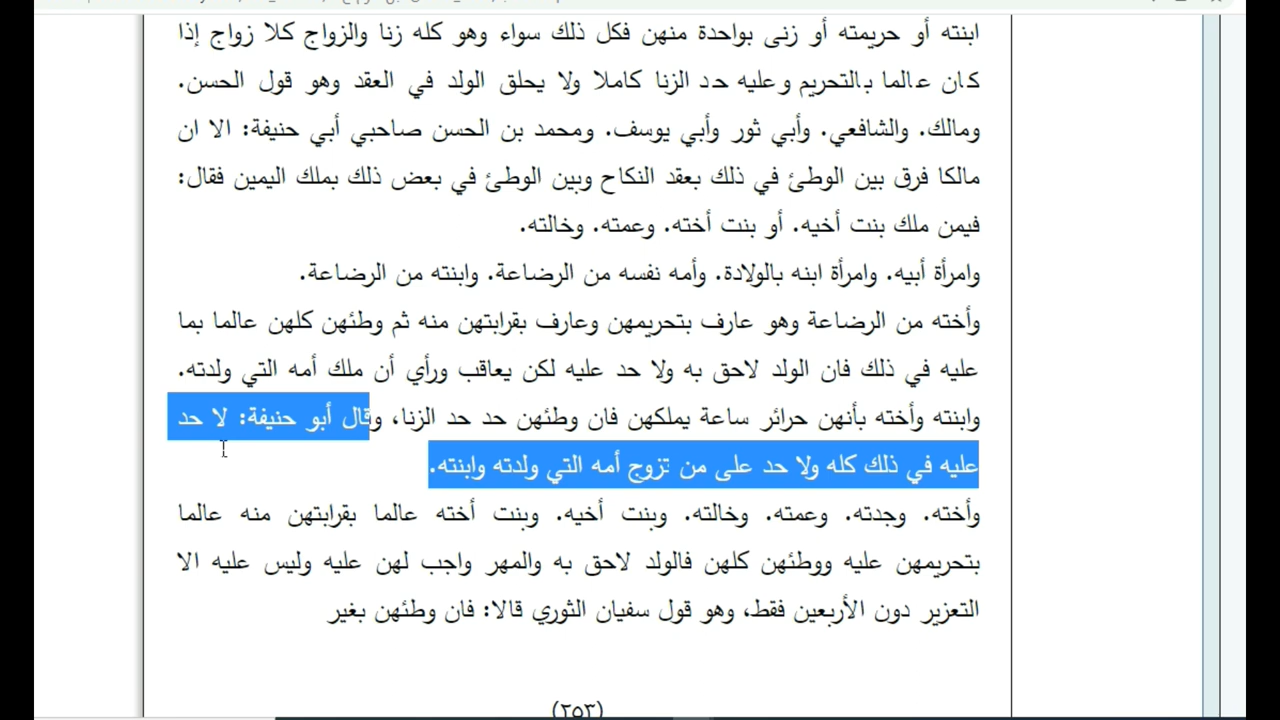 ابنته أو حريمته أو زنى بواحدة منهن فكل ذلك سواء وهو كله زنا والزواج كلا زواج إذا
كان عالما بالتحريم وعليه حد الزنا كاملا ولا يحلق الولد في العقد وهو قول الحسن.
ومالك. والشافعي. وأبي ثور وأبي يوسف. ومحمد بن الحسن صاحبي أبي حنيفة: الا ان
مالكا فرق بين الوطئ في ذلك بعقد النكاح وبين الوطئ في بعض ذلك بملك اليمين فقال:
فيمن ملك بنت أخيه. أو بنت أخته. وعمته. وخالته.
وامرأة أبيه. وامرأة ابنه بالولادة. وأمه نفسه من الرضاعة. وابنته من الرضاعة.
وأخته من الرضاعة وهو عارف بتحريمهن وعارف بقرابتهن منه ثم وطئهن كلهن عالما بما
عليه في ذلك فان الولد لاحق به ولا حد عليه لكن يعاقب ورأي أن ملك أمه التي ولدته.
وابنته وأخته بأنهن حرائر ساعة يملكهن فان وطئهن حد حد الزنا، وقال أبو حنيفة: لا حد
عليه في ذلك كله ولا حد على من تزوج أمه التي ولدته وابنته.
وأخته. وجدته. وعمته. وخالته. وبنت أخيه. وبنت أخته عالما بقرابتهن منه عالما
بتحريمهن عليه ووطئهن كلهن فالولد لاحق به والمهر واجب لهن عليه وليس عليه الا
التعزير دون الأربعين فقط، وهو قول سفيان الثوري قالا: فان وطئهن بغير
(٢٥٣)